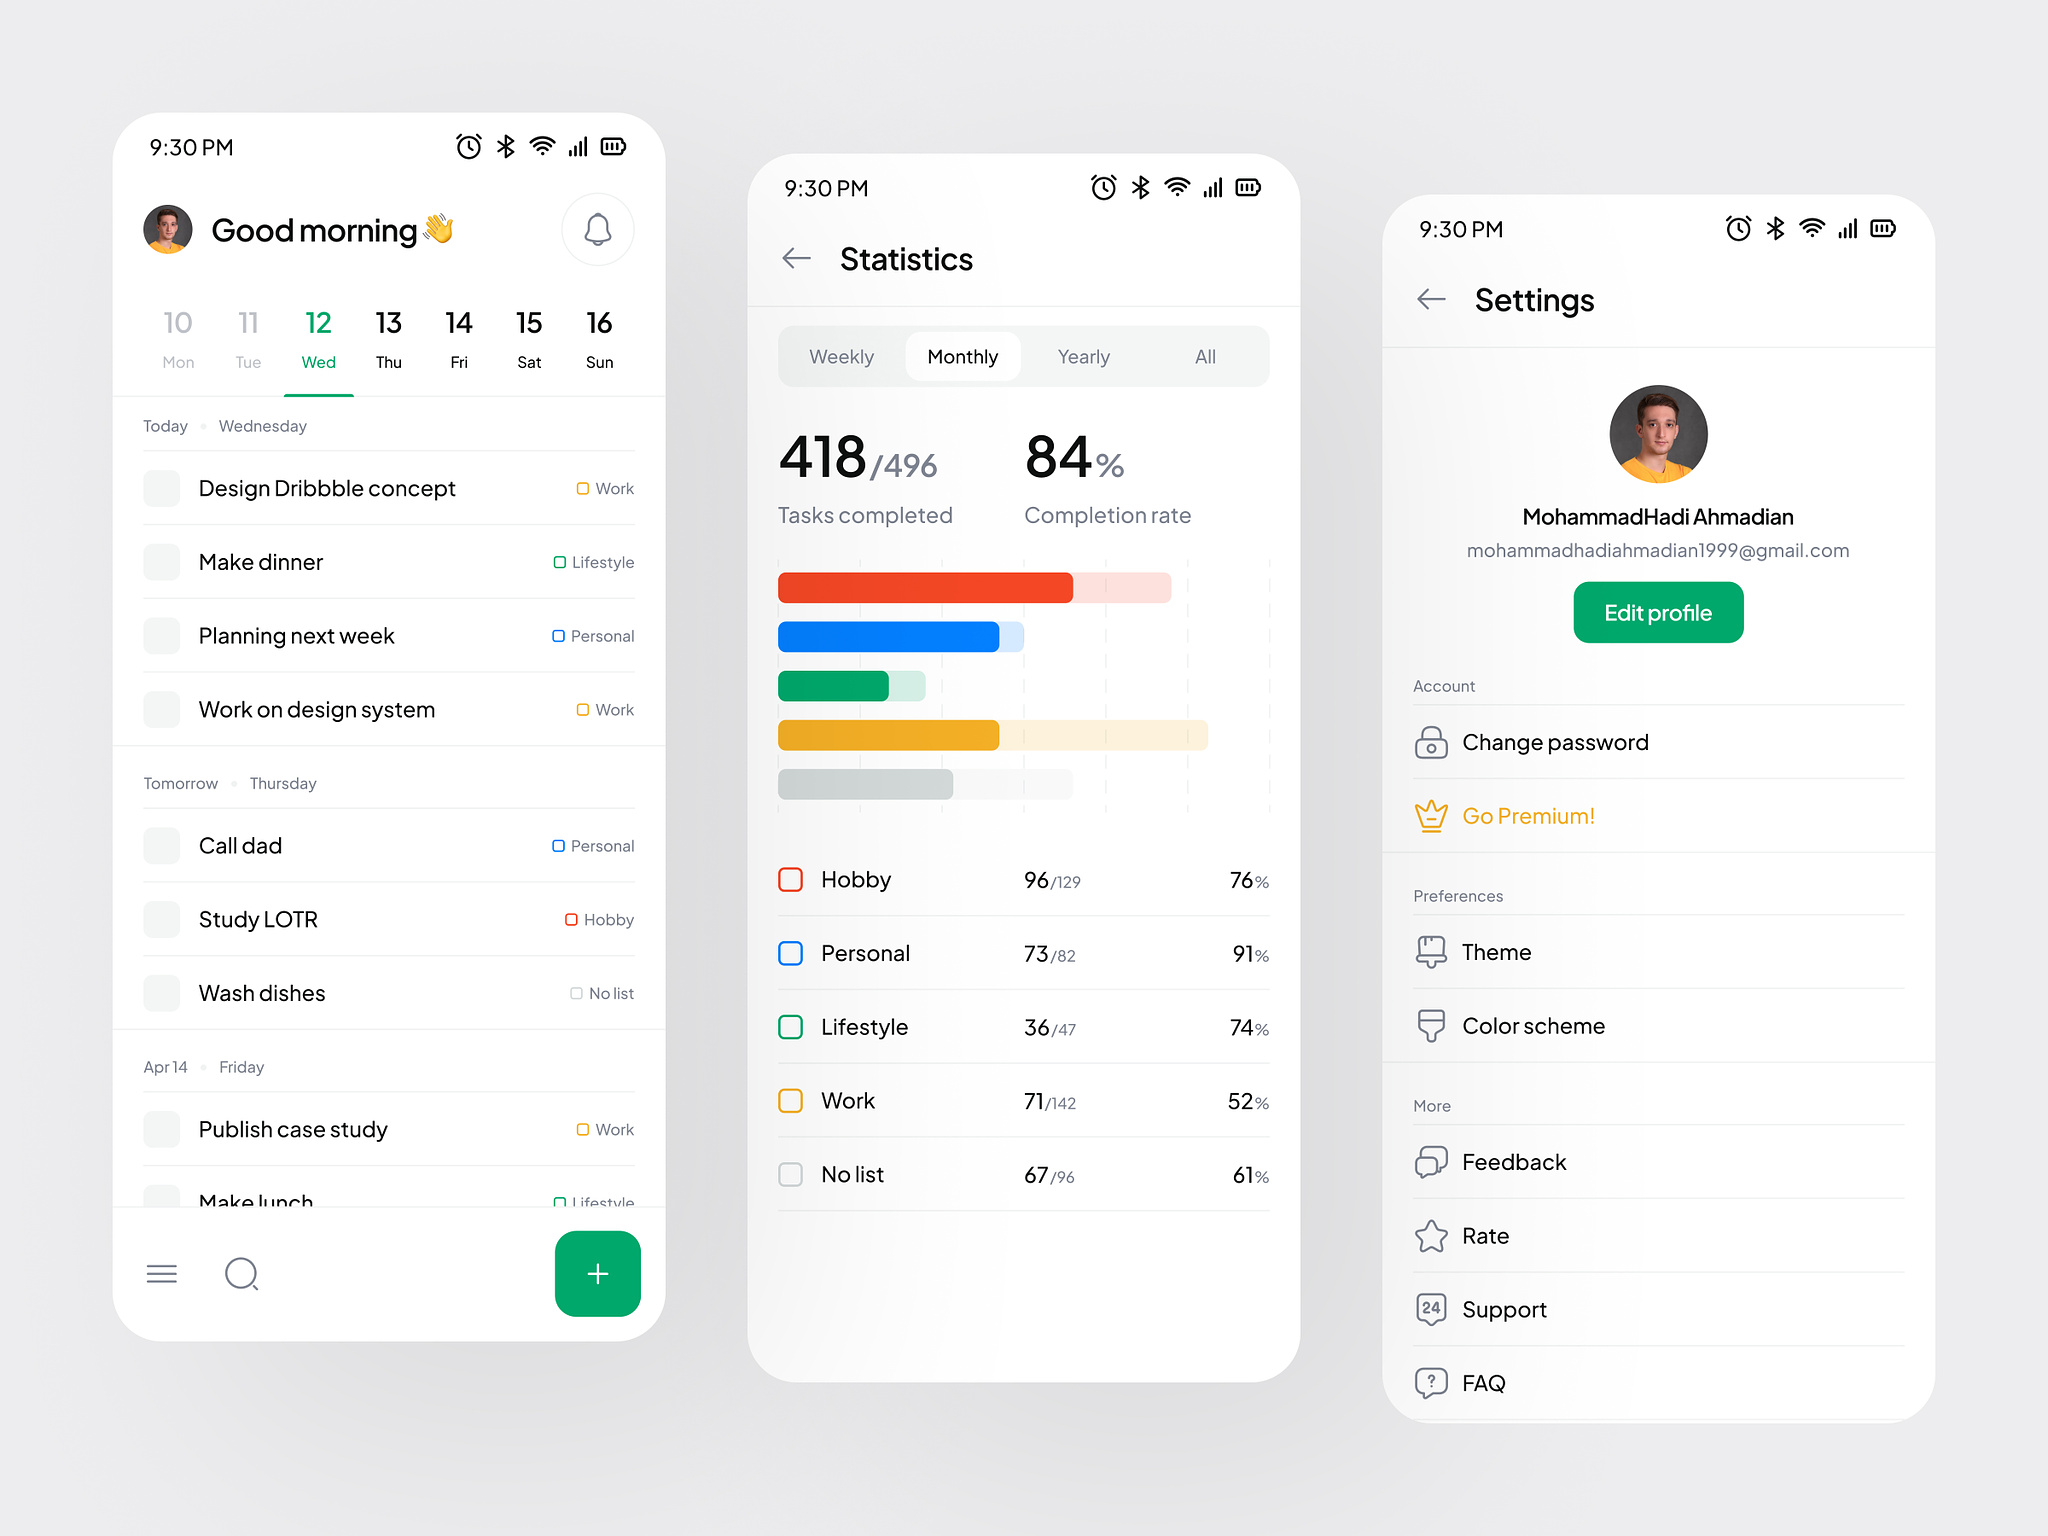 9:30 PM
Good morning 👋
10 11 12 13 14 15 16
Mon Tue Wed Thu Fri Sat Sun
Today Wednesday
Design Dribbble concept Work
Make dinner Lifestyle
Planning next week Personal
Work on design system Work
Tomorrow Thursday
Call dad Personal
Study LOTR Hobby
Wash dishes No list
Apr 14 Friday
Publish case study Work
Make lunch Lifestyle
9:30 PM
Statistics
Weekly Monthly Yearly All
418/496 84%
Tasks completed Completion rate
Hobby 96/129 76%
Personal 73/82 91%
Lifestyle 36/47 74%
Work 71/142 52%
No list 67/96 61%
9:30 PM
Settings
MohammadHadi Ahmadian
mohammadhadiahmadian1999@gmail.com
Edit profile
Account
Change password
Go Premium!
Preferences
Theme
Color scheme
More
Feedback
Rate
24 Support
? FAQ